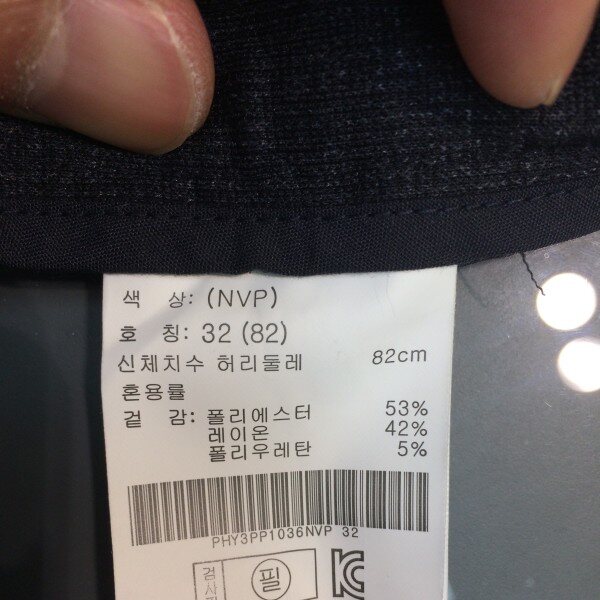 색 상: (NVP)
호 칭: 32 (82)
신체치수 허리둘레 82cm
혼용률
겉 감: 폴리에스터 53%
레이온 42%
폴리우레탄 5%
PHY3PP1036NVP 32
필